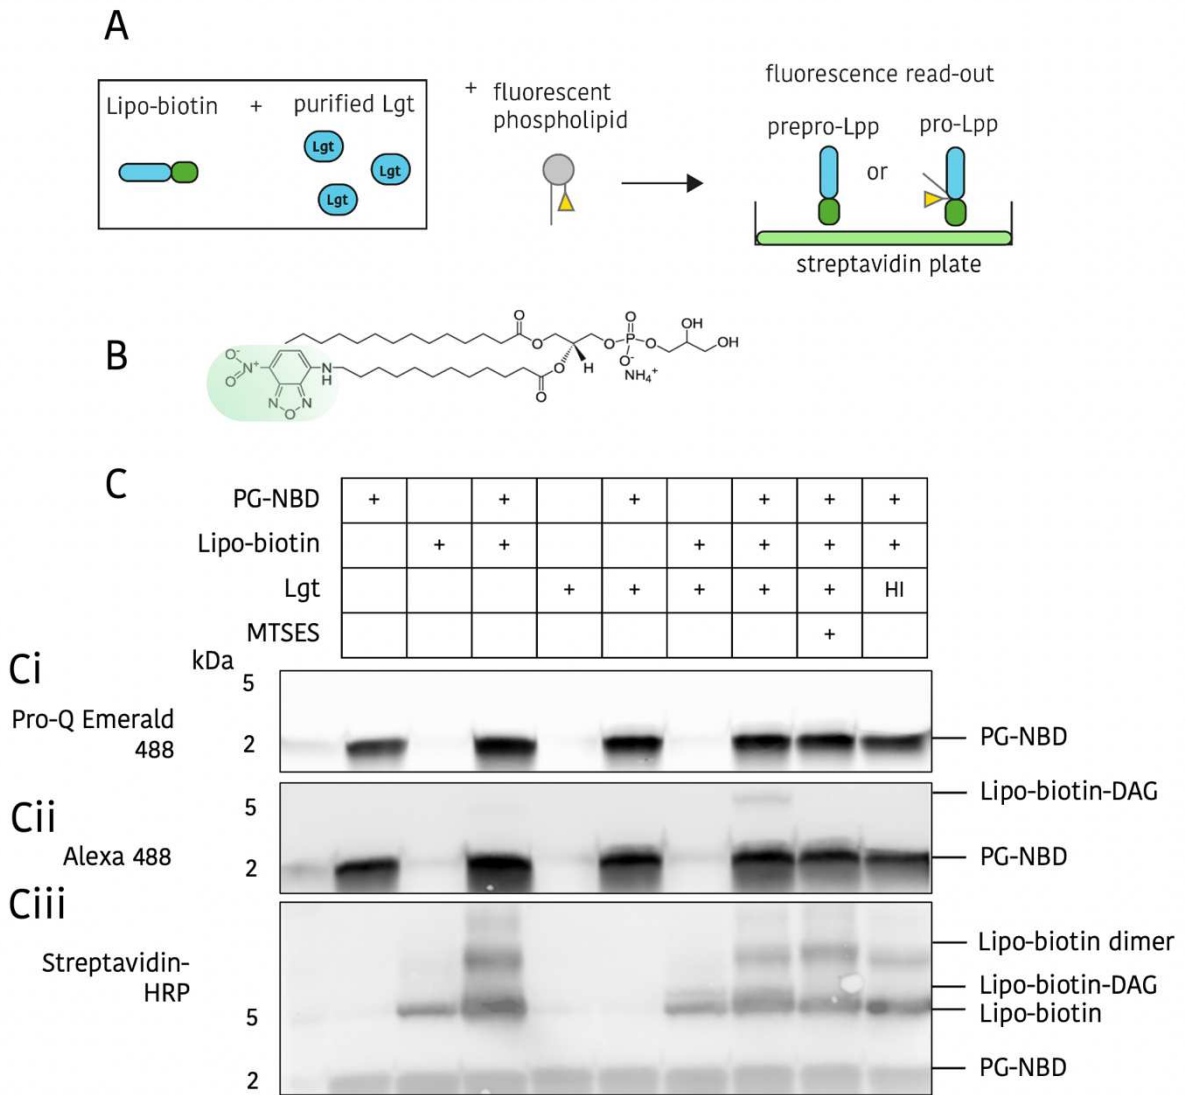 A
Lipo-biotin + purified Lgt
Lgt
Lgt
Lgt
+ fluorescent
phospholipid
fluorescence read-out
prepro-Lpp or pro-Lpp
streptavidin plate
B
O O P O OH OH
O O⁻ O H NH₄⁺
O⁻ N⁺ O N H N O N O
C
PG-NBD + + + + + +
Lipo-biotin + + + + + +
Lgt + + + + + HI
MTSES +
kDa
Ci
Pro-Q Emerald
488
5
2
PG-NBD
Cii
Alexa 488
5
2
Lipo-biotin-DAG
PG-NBD
Ciii
Streptavidin-
HRP
5
2
Lipo-biotin dimer
Lipo-biotin-DAG
Lipo-biotin
PG-NBD